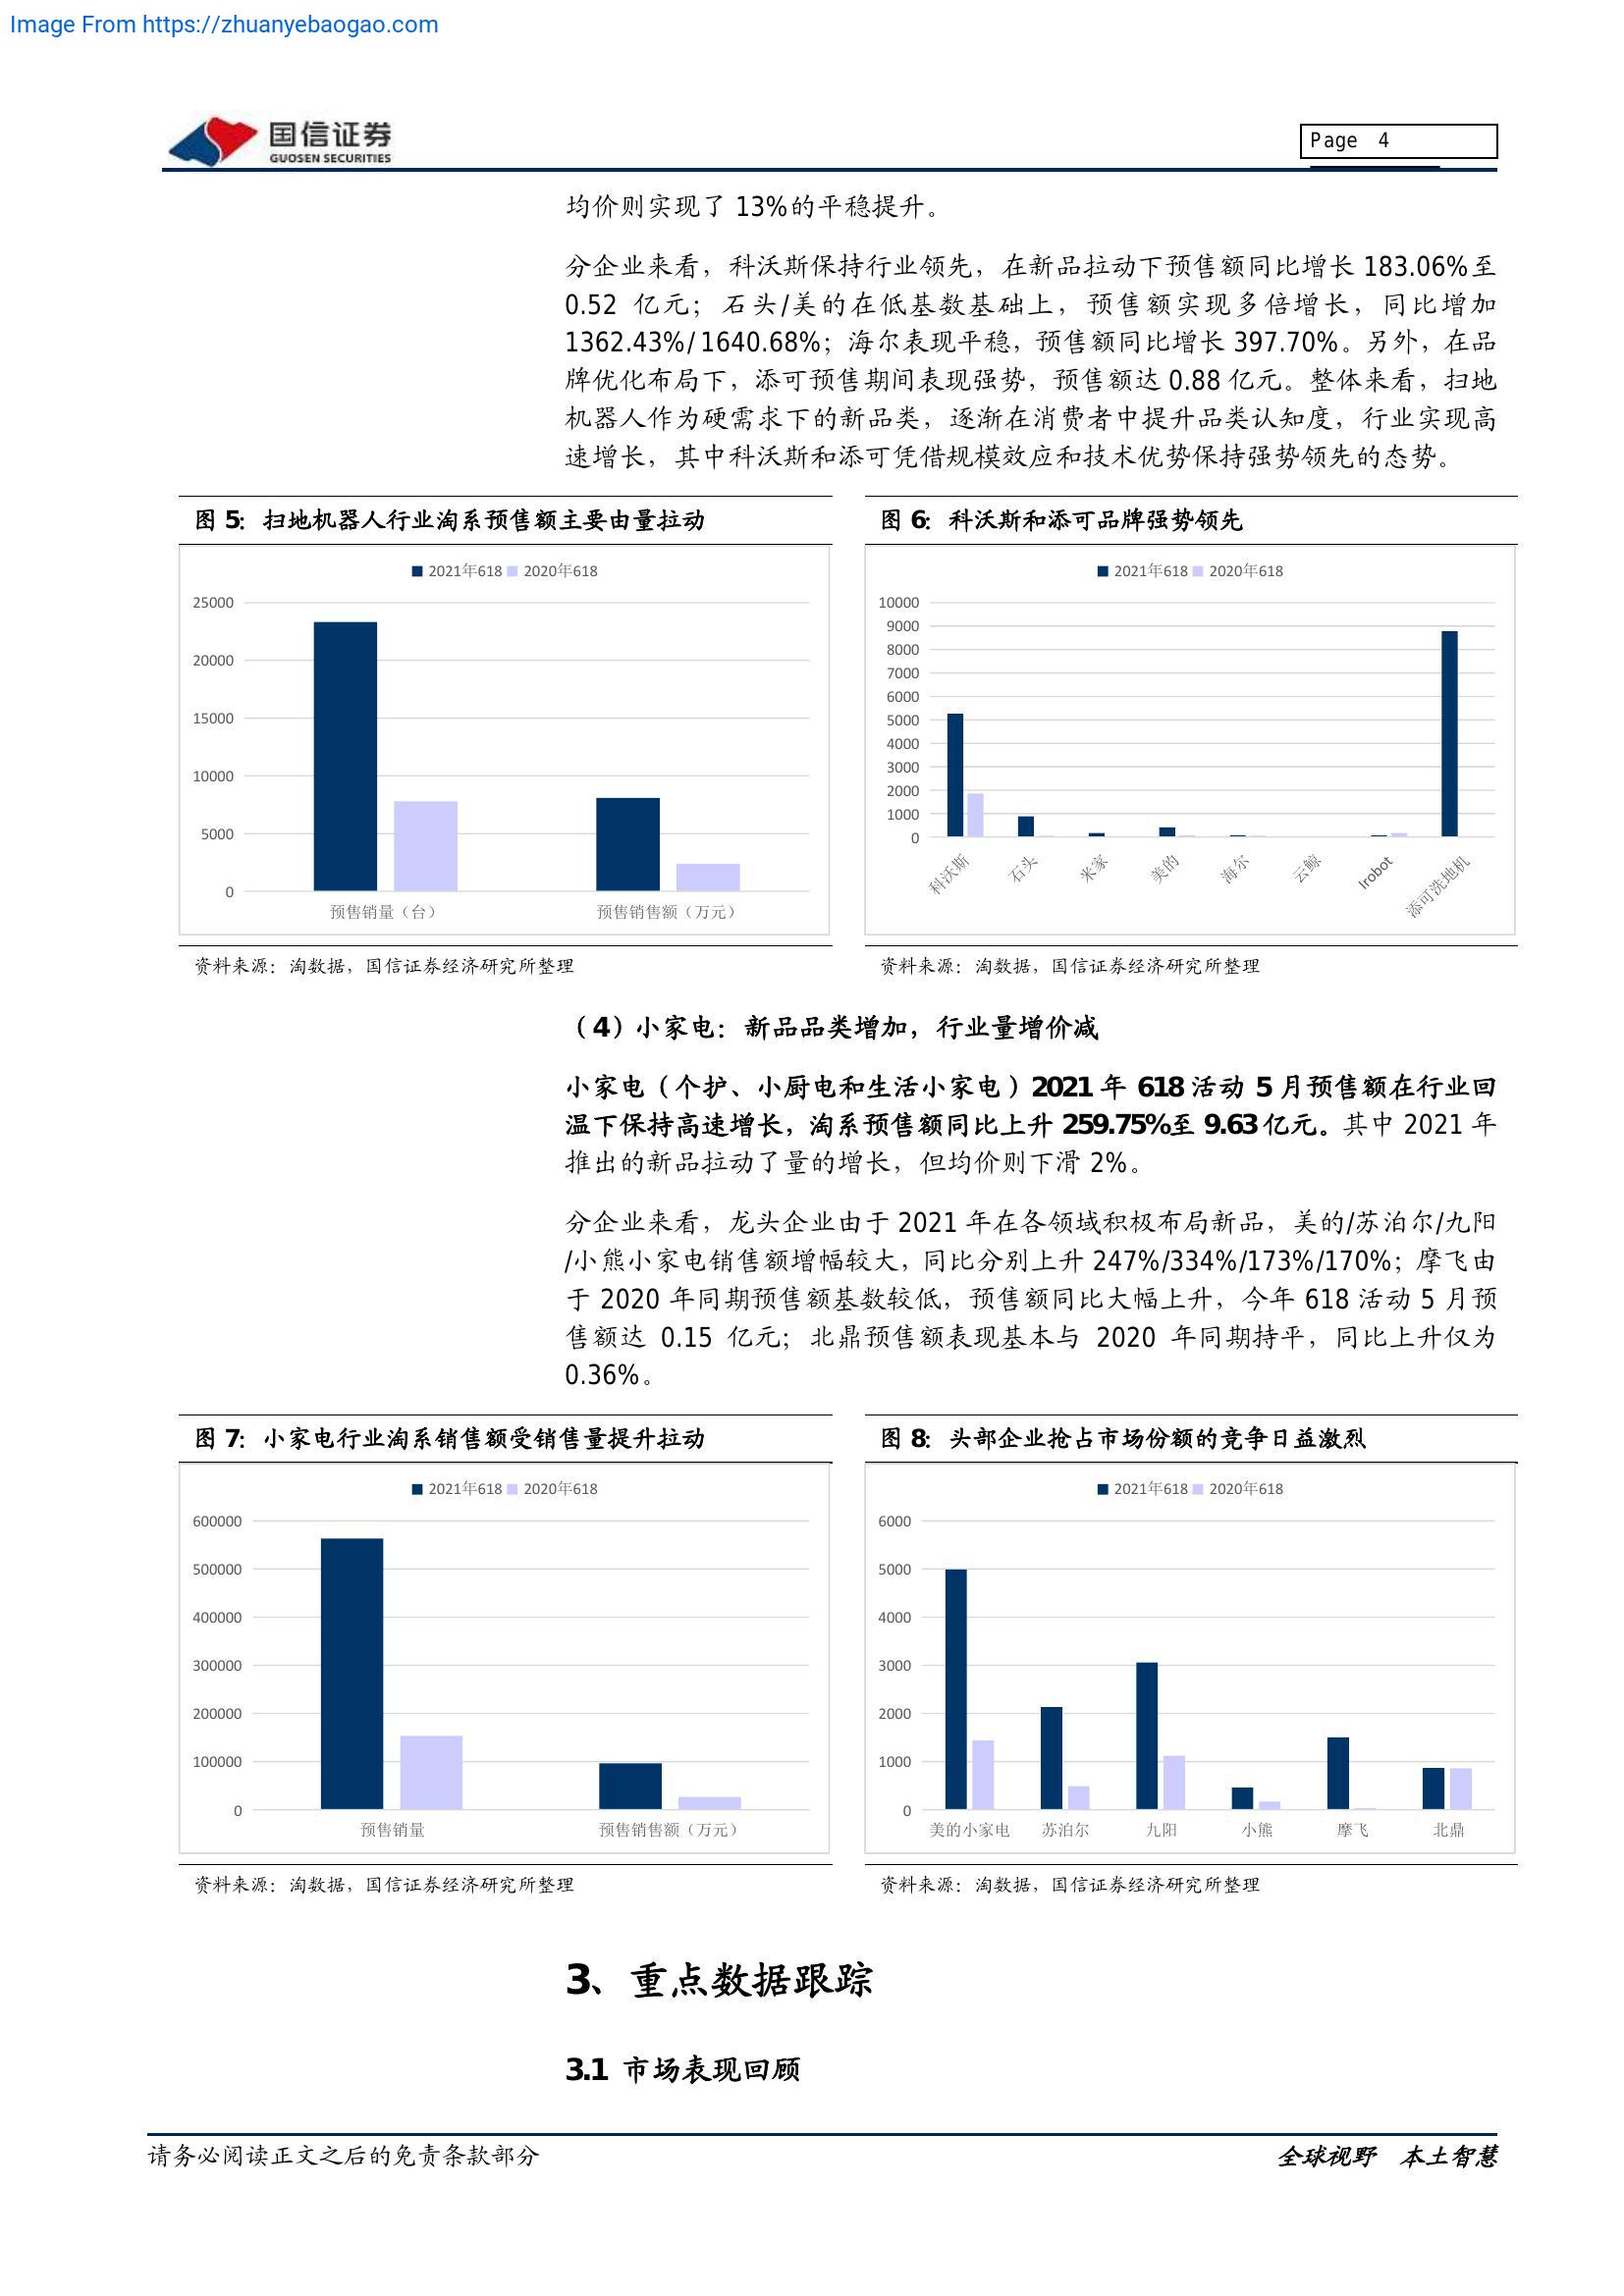 Image From https://zhuanyebaogao.com
国信证券
GUOSEN SECURITIES
Page 4
均价则实现了 13%的平稳提升。
分企业来看，科沃斯保持行业领先，在新品拉动下预售额同比增长 183.06%至
0.52 亿元；石头/美的在低基数基础上，预售额实现多倍增长，同比增加
1362.43%/1640.68%；海尔表现平稳，预售额同比增长 397.70%。另外，在品
牌优化布局下，添可预售期间表现强势，预售额达 0.88 亿元。整体来看，扫地
机器人作为硬需求下的新品类，逐渐在消费者中提升品类认知度，行业实现高
速增长，其中科沃斯和添可凭借规模效应和技术优势保持强势领先的态势。
图 5：扫地机器人行业淘系预售额主要由量拉动
2021年618 2020年618
25000
20000
15000
10000
5000
0
预售销量（台） 预售销售额（万元）
资料来源：淘数据，国信证券经济研究所整理
图 6：科沃斯和添可品牌强势领先
2021年618 2020年618
10000
9000
8000
7000
6000
5000
4000
3000
2000
1000
0
科沃斯 石头 米家 美的 海尔 云鲸 Irobot 添可洗地机
资料来源：淘数据，国信证券经济研究所整理
（4）小家电：新品品类增加，行业量增价减
小家电（个护、小厨电和生活小家电）2021 年 618 活动 5 月预售额在行业回
温下保持高速增长，淘系预售额同比上升 259.75%至 9.63 亿元。其中 2021 年
推出的新品拉动了量的增长，但均价则下滑 2%。
分企业来看，龙头企业由于 2021 年在各领域积极布局新品，美的/苏泊尔/九阳
/小熊小家电销售额增幅较大，同比分别上升 247%/334%/173%/170%；摩飞由
于 2020 年同期预售额基数较低，预售额同比大幅上升，今年 618 活动 5 月预
售额达 0.15 亿元；北鼎预售额表现基本与 2020 年同期持平，同比上升仅为
0.36%。
图 7：小家电行业淘系销售额受销售量提升拉动
2021年618 2020年618
600000
500000
400000
300000
200000
100000
0
预售销量 预售销售额（万元）
资料来源：淘数据，国信证券经济研究所整理
图 8：头部企业抢占市场份额的竞争日益激烈
2021年618 2020年618
6000
5000
4000
3000
2000
1000
0
美的小家电 苏泊尔 九阳 小熊 摩飞 北鼎
资料来源：淘数据，国信证券经济研究所整理
3、重点数据跟踪
3.1 市场表现回顾
请务必阅读正文之后的免责条款部分
全球视野 本土智慧